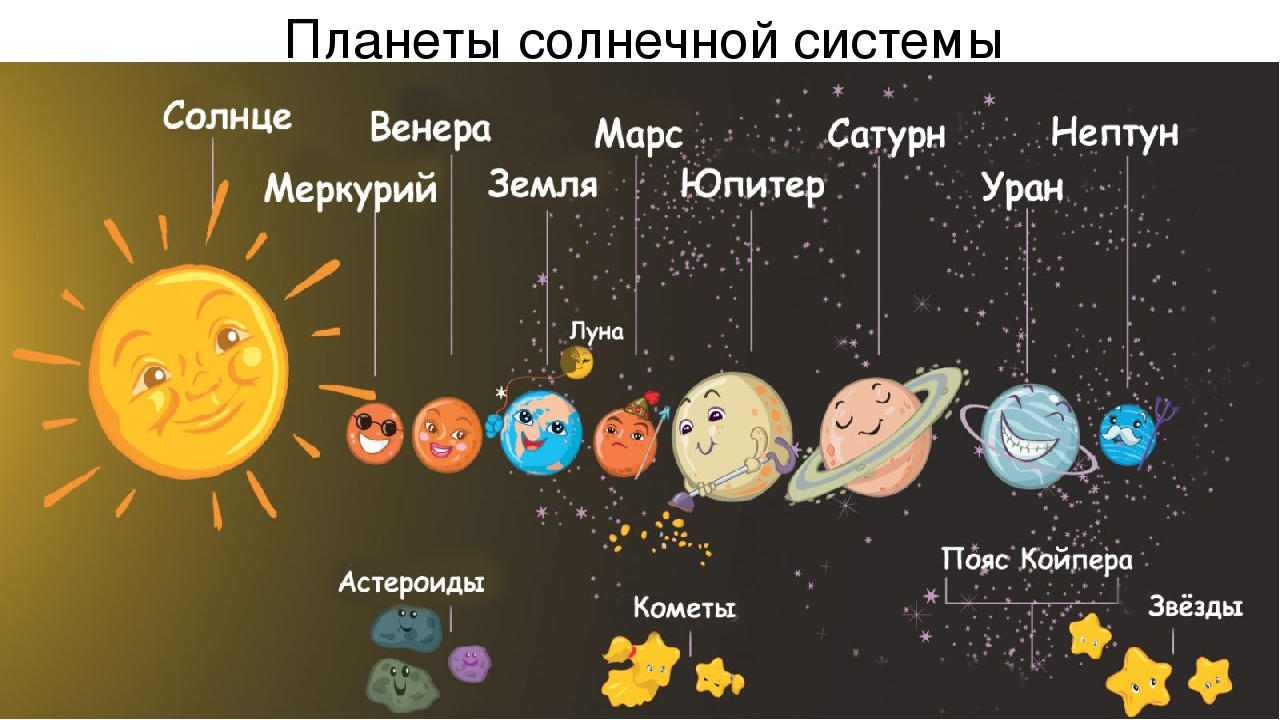 Планеты солнечной системы
Солнце
Венера
Марс
Сатурн
Нептун
Меркурий
Земля
Юпитер
Уран
Луна
Пояс Койпера
Астероиды
Кометы
Звёзды